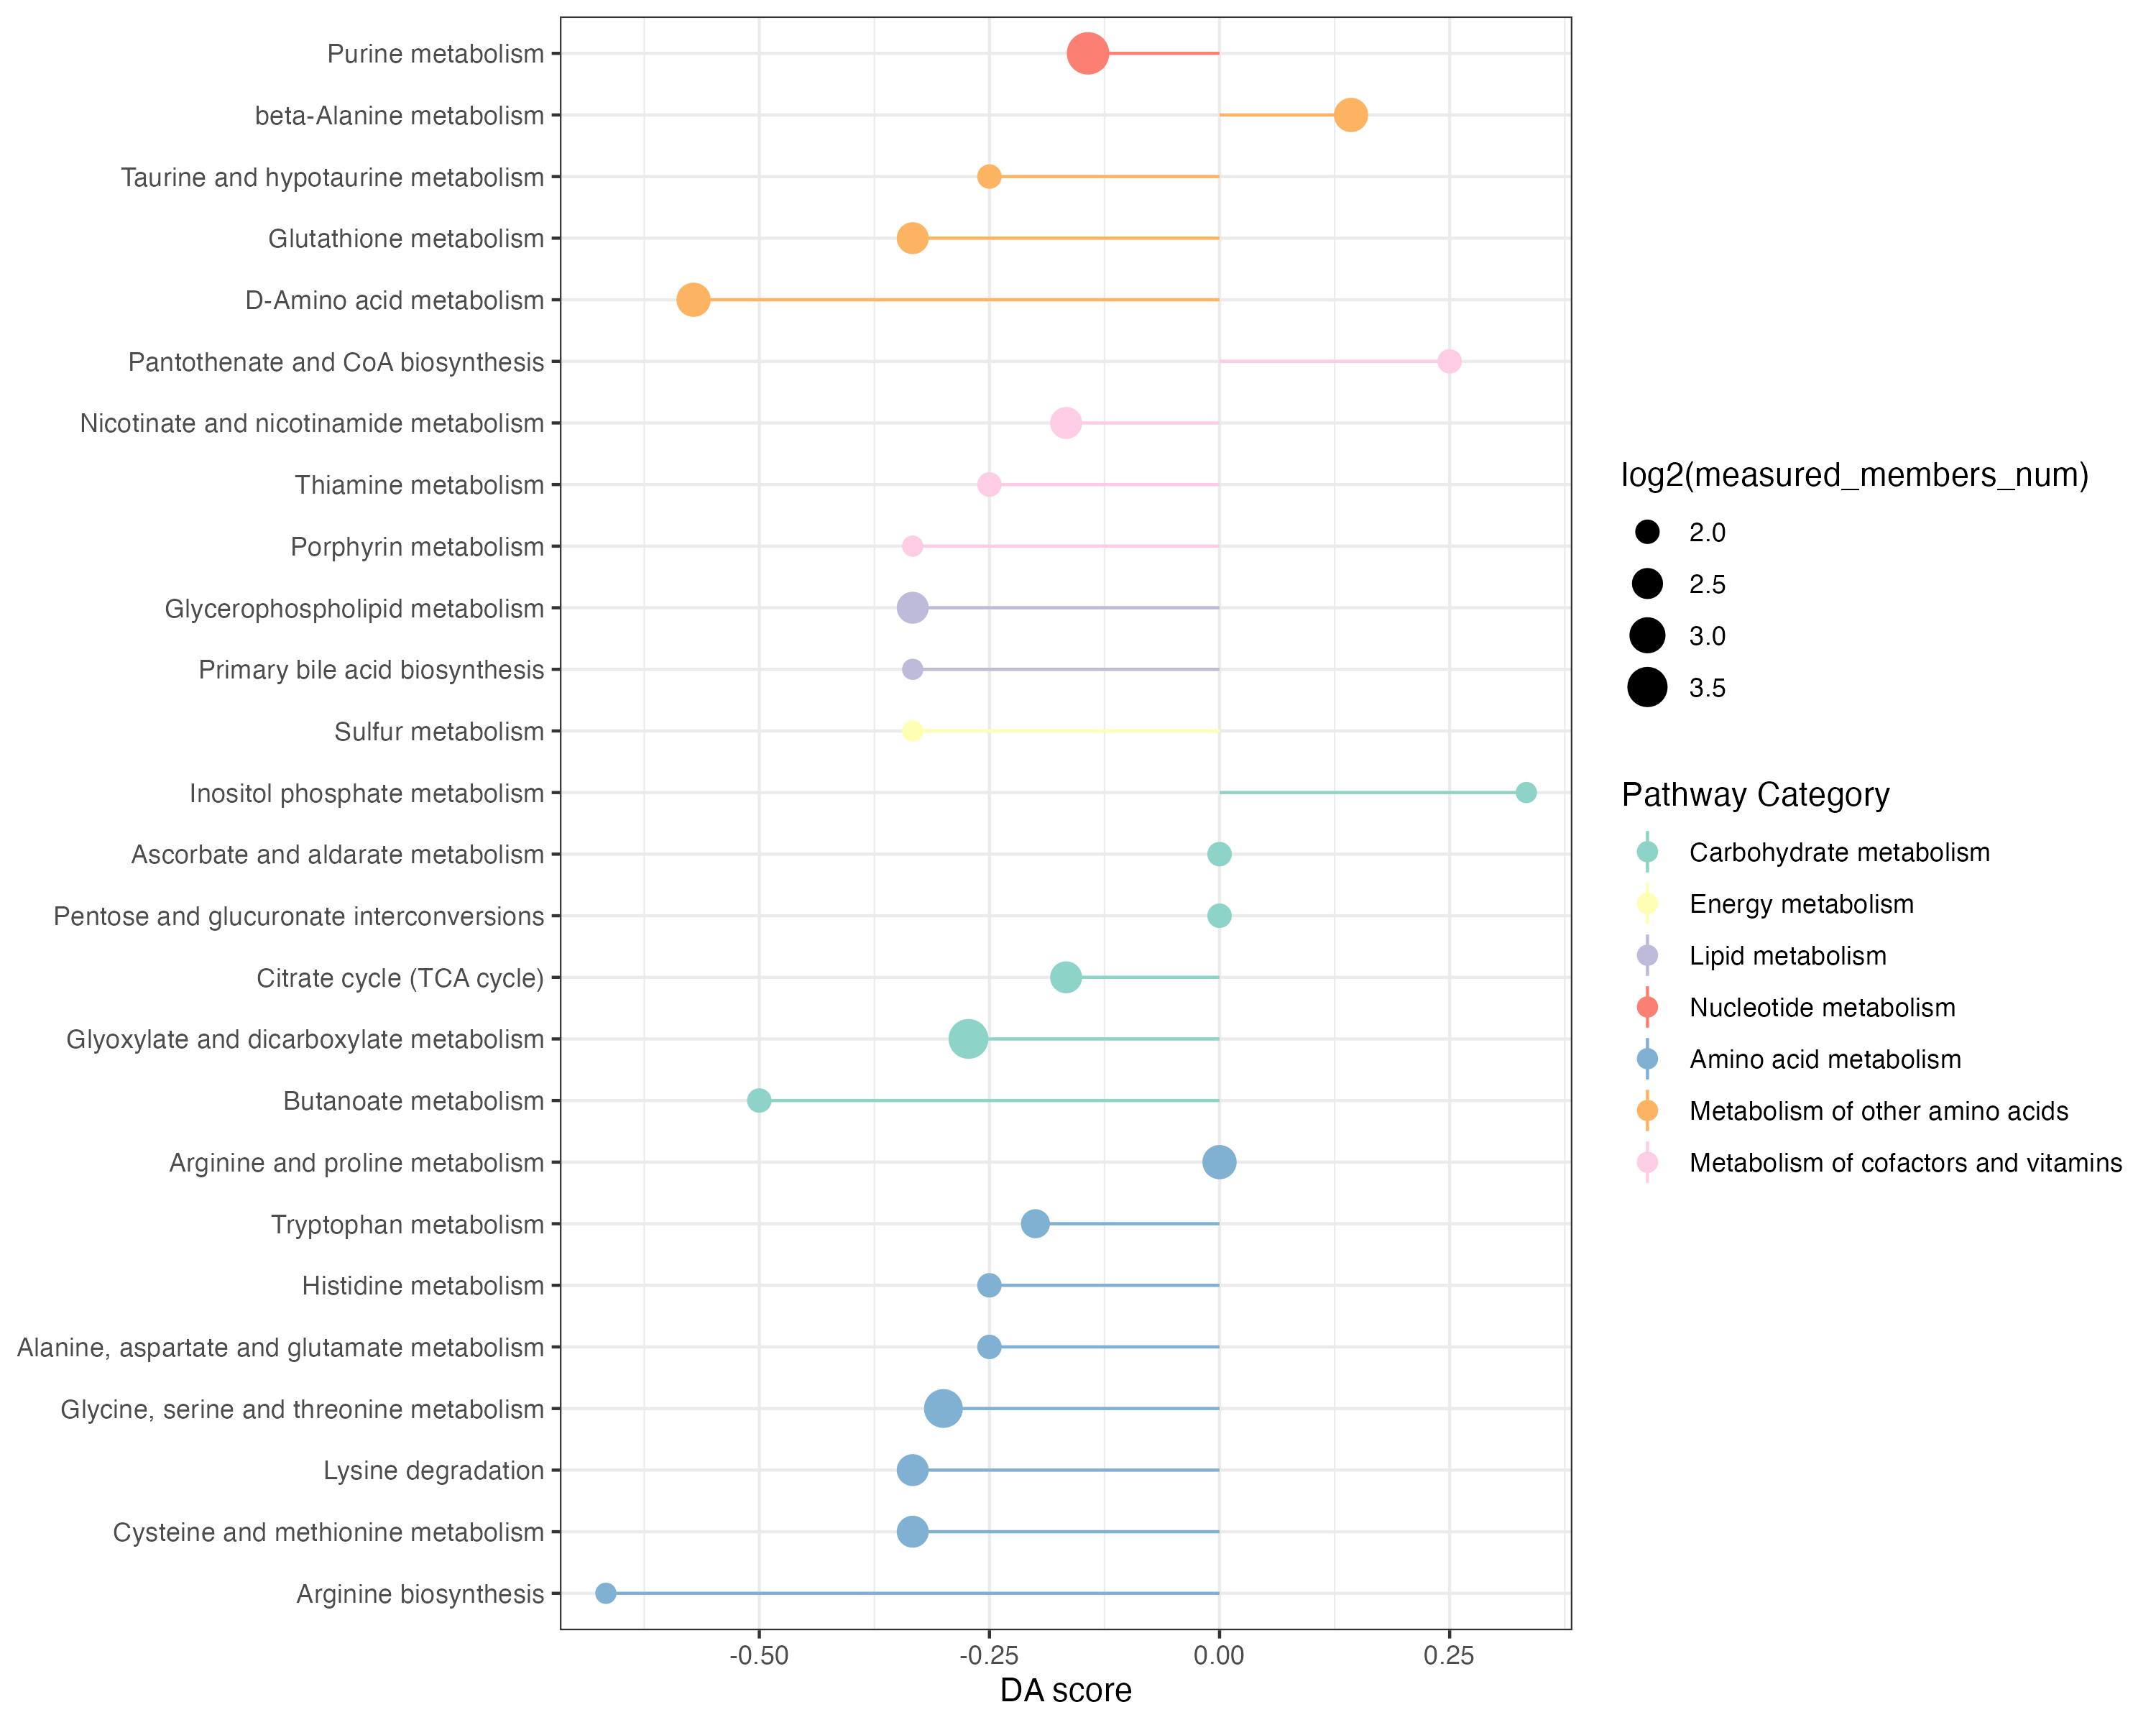 Purine metabolism
beta-Alanine metabolism
Taurine and hypotaurine metabolism
Glutathione metabolism
D-Amino acid metabolism
Pantothenate and CoA biosynthesis
Nicotinate and nicotinamide metabolism
Thiamine metabolism
Porphyrin metabolism
Glycerophospholipid metabolism
Primary bile acid biosynthesis
Sulfur metabolism
Inositol phosphate metabolism
Ascorbate and aldarate metabolism
Pentose and glucuronate interconversions
Citrate cycle (TCA cycle)
Glyoxylate and dicarboxylate metabolism
Butanoate metabolism
Arginine and proline metabolism
Tryptophan metabolism
Histidine metabolism
Alanine, aspartate and glutamate metabolism
Glycine, serine and threonine metabolism
Lysine degradation
Cysteine and methionine metabolism
Arginine biosynthesis
-0.50
-0.25
0.00
0.25
DA score
log2(measured_members_num)
2.0
2.5
3.0
3.5
Pathway Category
Carbohydrate metabolism
Energy metabolism
Lipid metabolism
Nucleotide metabolism
Amino acid metabolism
Metabolism of other amino acids
Metabolism of cofactors and vitamins